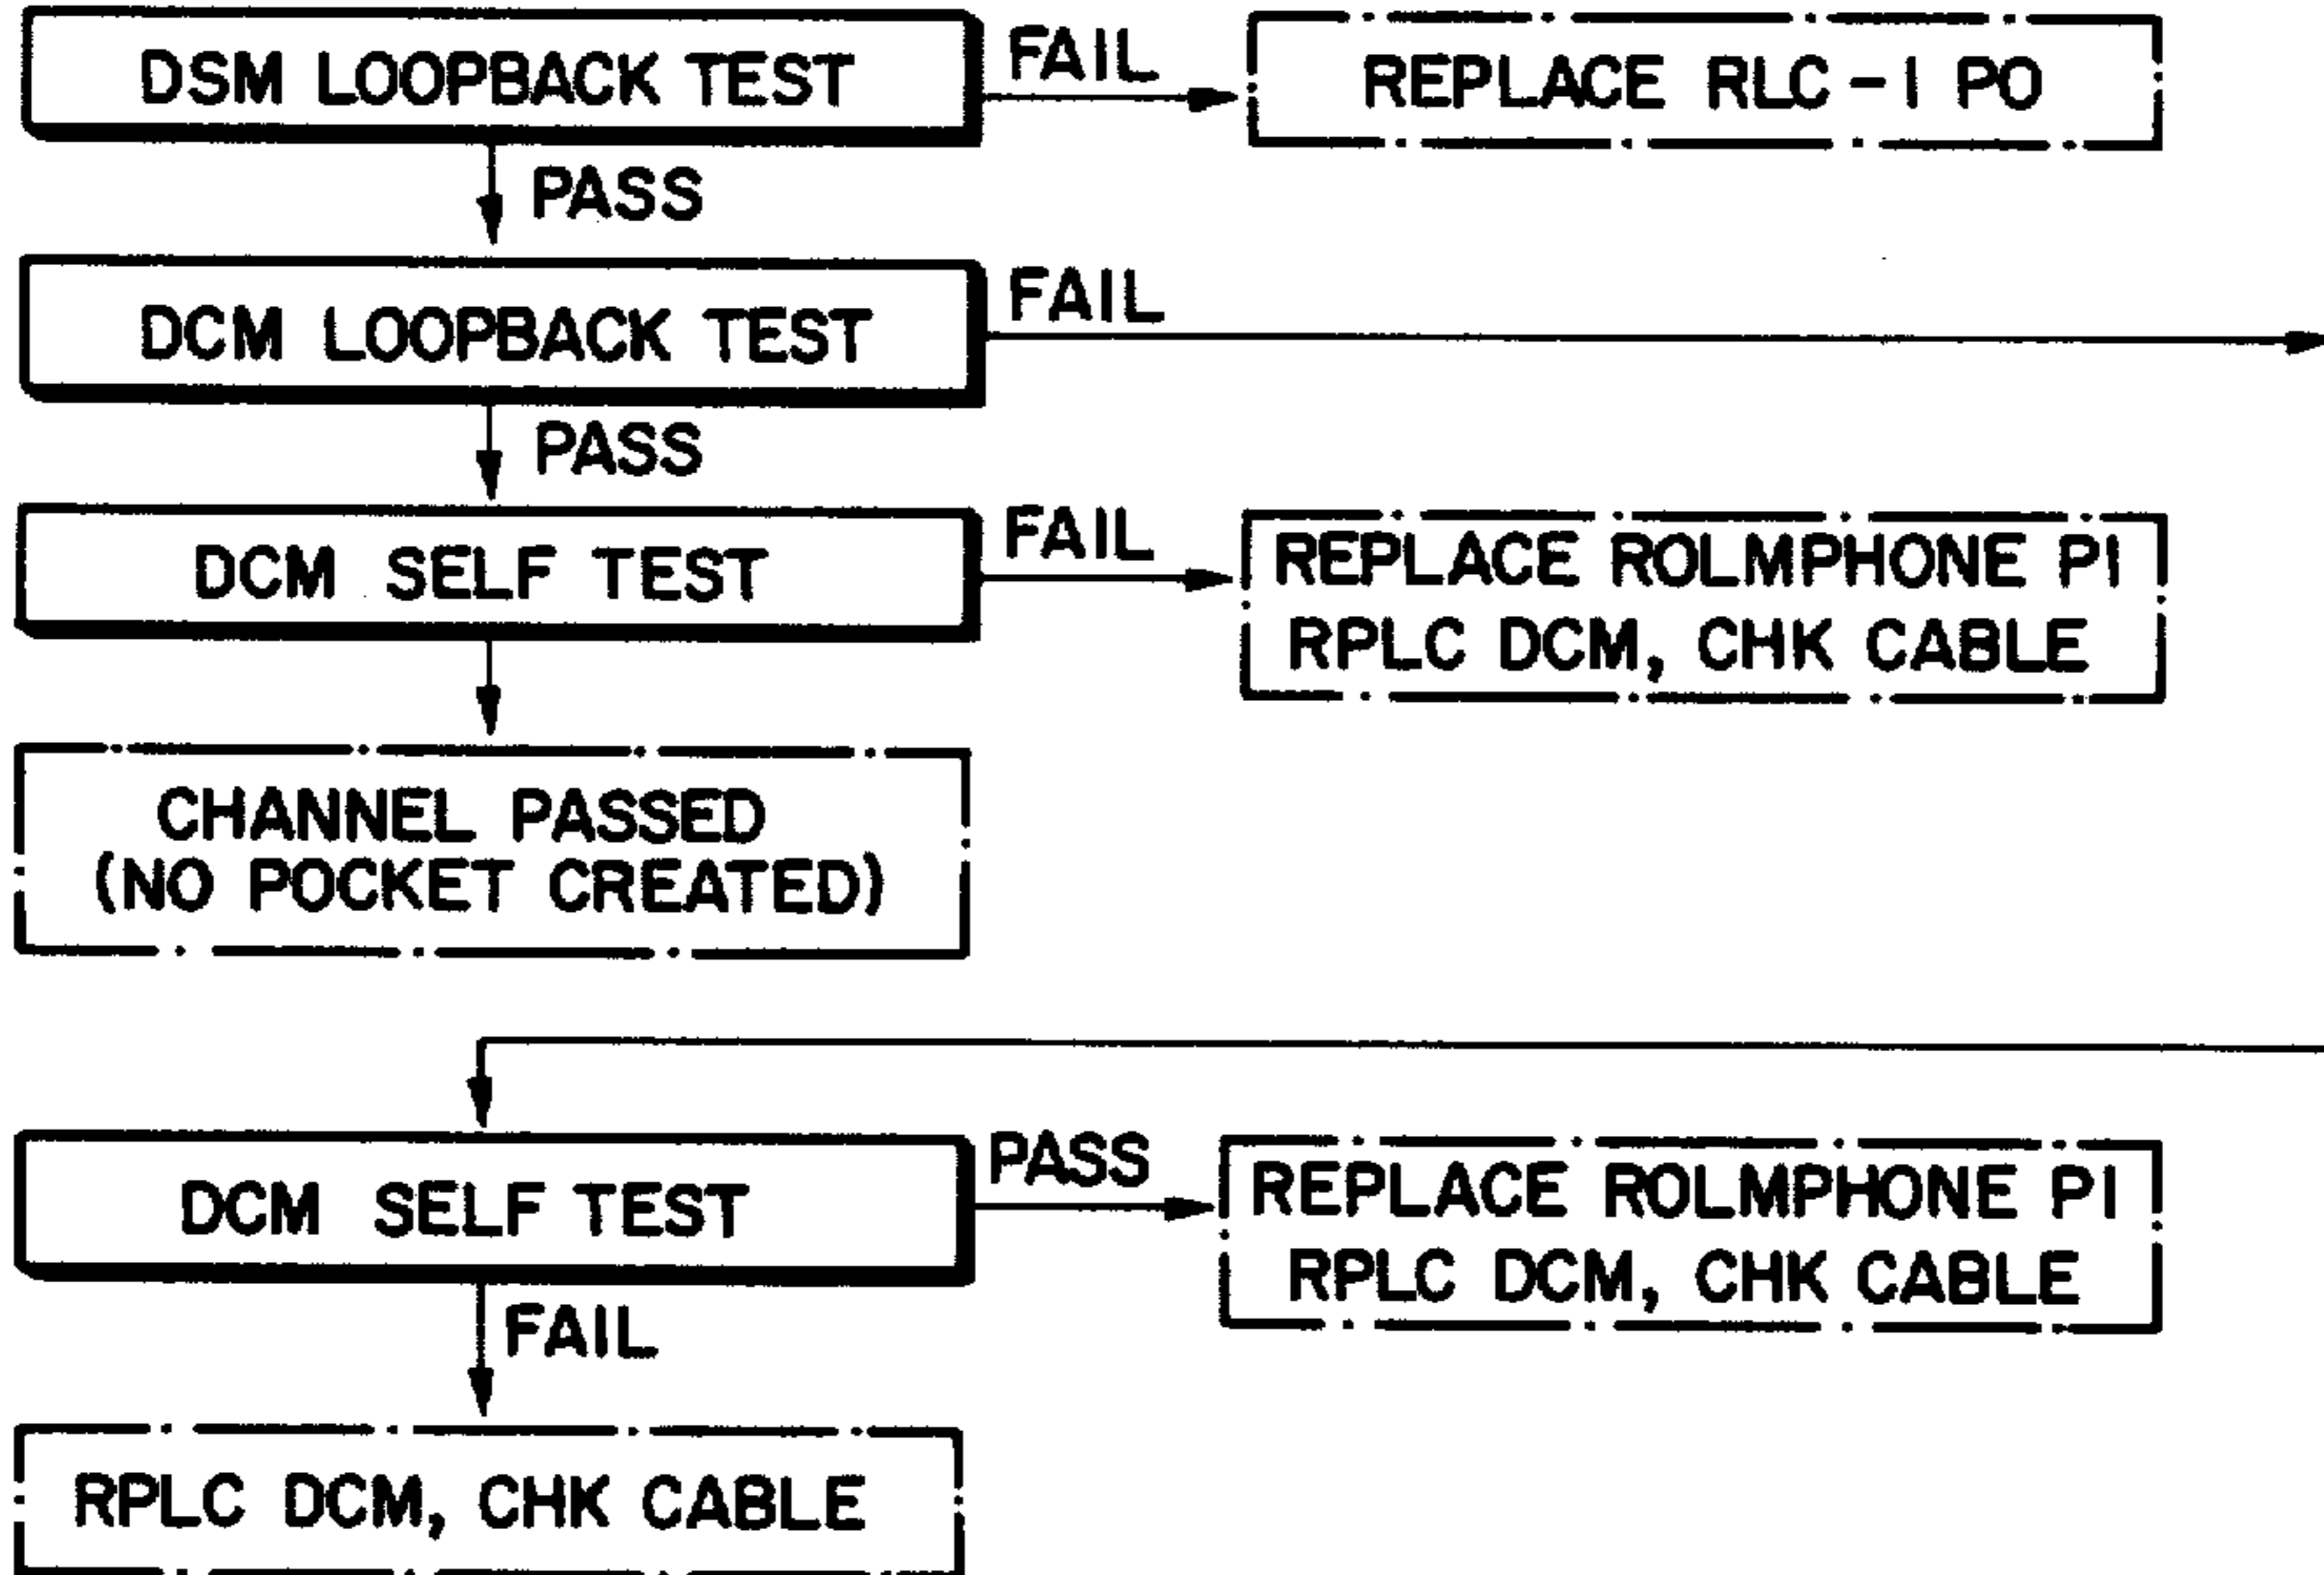 DSM LOOPBACK TEST
FAIL
REPLACE RLC-1 PO
PASS
DCM LOOPBACK TEST
FAIL
PASS
DCM SELF TEST
FAIL
REPLACE ROLMPHONE P1
RPLC DCM, CHK CABLE
CHANNEL PASSED
(NO POCKET CREATED)
DCM SELF TEST
PASS
REPLACE ROLMPHONE P1
RPLC DCM, CHK CABLE
FAIL
RPLC DCM, CHK CABLE